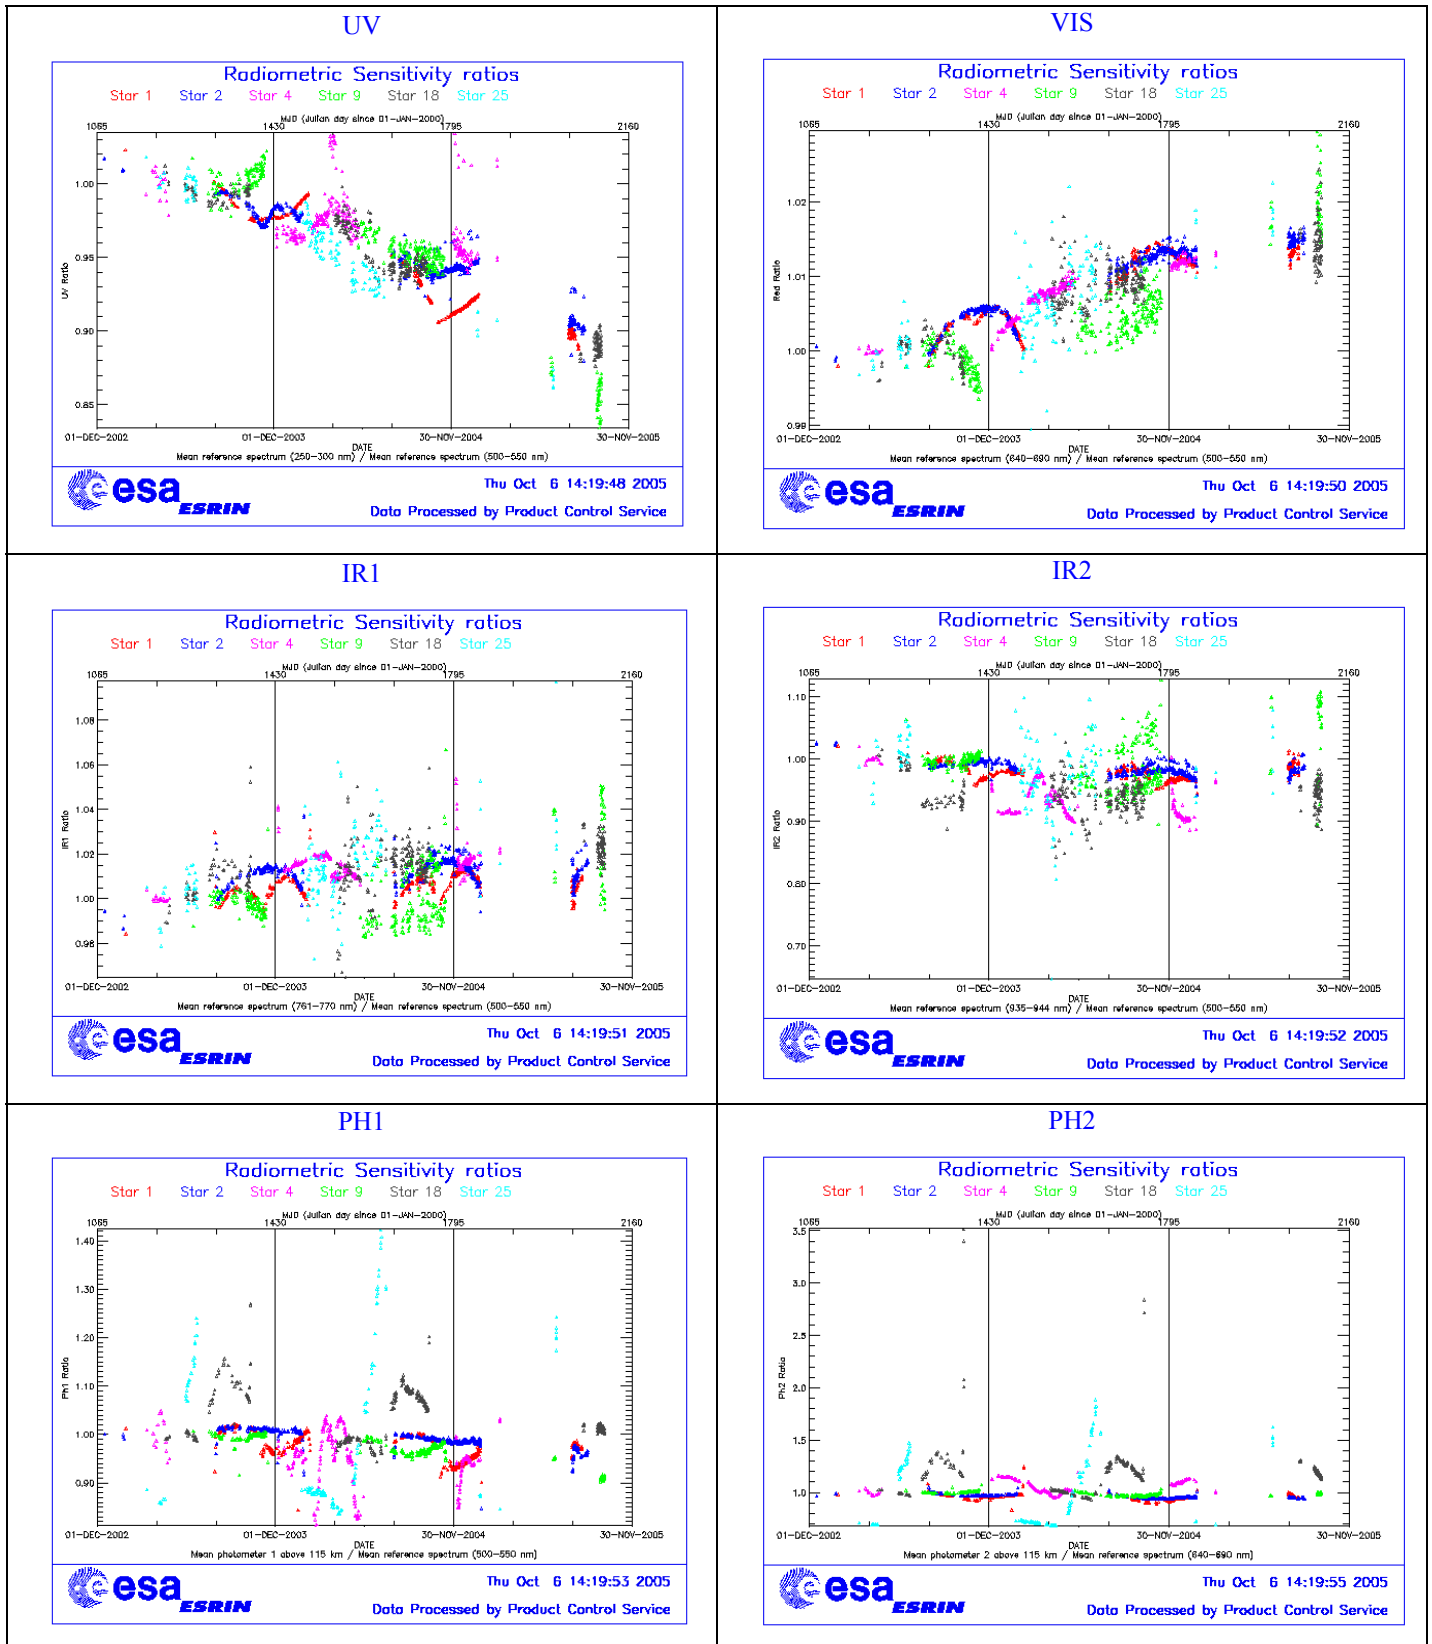 UV
Radiometric Sensitivity ratios
Star 1 Star 2 Star 4 Star 9 Star 18 Star 25
MJD (Julian day since 01-JAN-2000)
1065 1430 1795 2160
1.00
0.95
0.90
0.85
UV Ratio
01-DEC-2002 01-DEC-2003 30-NOV-2004 30-NOV-2005
DATE
Mean reference spectrum (250-300 nm) / Mean reference spectrum (500-550 nm)
esa ESRIN
Thu Oct 6 14:19:48 2005
Data Processed by Product Control Service
VIS
Radiometric Sensitivity ratios
Star 1 Star 2 Star 4 Star 9 Star 18 Star 25
MJD (Julian day since 01-JAN-2000)
1065 1430 1795 2160
1.02
1.01
1.00
0.99
Red Ratio
01-DEC-2002 01-DEC-2003 30-NOV-2004 30-NOV-2005
DATE
Mean reference spectrum (640-690 nm) / Mean reference spectrum (500-550 nm)
esa ESRIN
Thu Oct 6 14:19:50 2005
Data Processed by Product Control Service
IR1
Radiometric Sensitivity ratios
Star 1 Star 2 Star 4 Star 9 Star 18 Star 25
MJD (Julian day since 01-JAN-2000)
1065 1430 1795 2160
1.08
1.06
1.04
1.02
1.00
0.98
IR1 Ratio
01-DEC-2002 01-DEC-2003 30-NOV-2004 30-NOV-2005
DATE
Mean reference spectrum (761-770 nm) / Mean reference spectrum (500-550 nm)
esa ESRIN
Thu Oct 6 14:19:51 2005
Data Processed by Product Control Service
IR2
Radiometric Sensitivity ratios
Star 1 Star 2 Star 4 Star 9 Star 18 Star 25
MJD (Julian day since 01-JAN-2000)
1065 1430 1795 2160
1.10
1.00
0.90
0.80
0.70
IR2 Ratio
01-DEC-2002 01-DEC-2003 30-NOV-2004 30-NOV-2005
DATE
Mean reference spectrum (935-944 nm) / Mean reference spectrum (500-550 nm)
esa ESRIN
Thu Oct 6 14:19:52 2005
Data Processed by Product Control Service
PH1
Radiometric Sensitivity ratios
Star 1 Star 2 Star 4 Star 9 Star 18 Star 25
MJD (Julian day since 01-JAN-2000)
1065 1430 1795 2160
1.40
1.30
1.20
1.10
1.00
0.90
Ph1 Ratio
01-DEC-2002 01-DEC-2003 30-NOV-2004 30-NOV-2005
DATE
Mean photometer 1 above 115 km / Mean reference spectrum (500-550 nm)
esa ESRIN
Thu Oct 6 14:19:53 2005
Data Processed by Product Control Service
PH2
Radiometric Sensitivity ratios
Star 1 Star 2 Star 4 Star 9 Star 18 Star 25
MJD (Julian day since 01-JAN-2000)
1065 1430 1795 2160
3.5
3.0
2.5
2.0
1.5
1.0
Ph2 Ratio
01-DEC-2002 01-DEC-2003 30-NOV-2004 30-NOV-2005
DATE
Mean photometer 2 above 115 km / Mean reference spectrum (640-690 nm)
esa ESRIN
Thu Oct 6 14:19:55 2005
Data Processed by Product Control Service